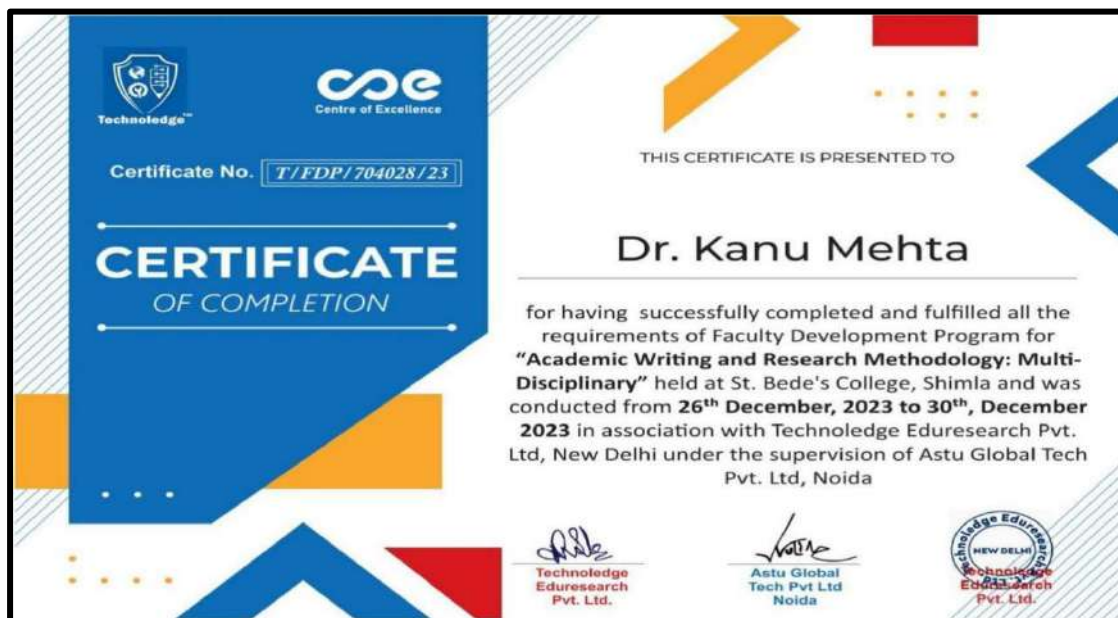 Technoledge™
coe
Centre of Excellence
Certificate No. T/FDP/704028/23
CERTIFICATE
OF COMPLETION
THIS CERTIFICATE IS PRESENTED TO
Dr. Kanu Mehta
for having successfully completed and fulfilled all the
requirements of Faculty Development Program for
“Academic Writing and Research Methodology: Multi-
Disciplinary” held at St. Bede's College, Shimla and was
conducted from 26th December, 2023 to 30th, December
2023 in association with Technoledge Eduresearch Pvt.
Ltd, New Delhi under the supervision of Astu Global Tech
Pvt. Ltd, Noida
Technoledge
Eduresearch
Pvt. Ltd.
Astu Global
Tech Pvt Ltd
Noida
Technoledge Eduresearch
NEW DELHI
Technoledge
Eduresearch
Pvt. Ltd.